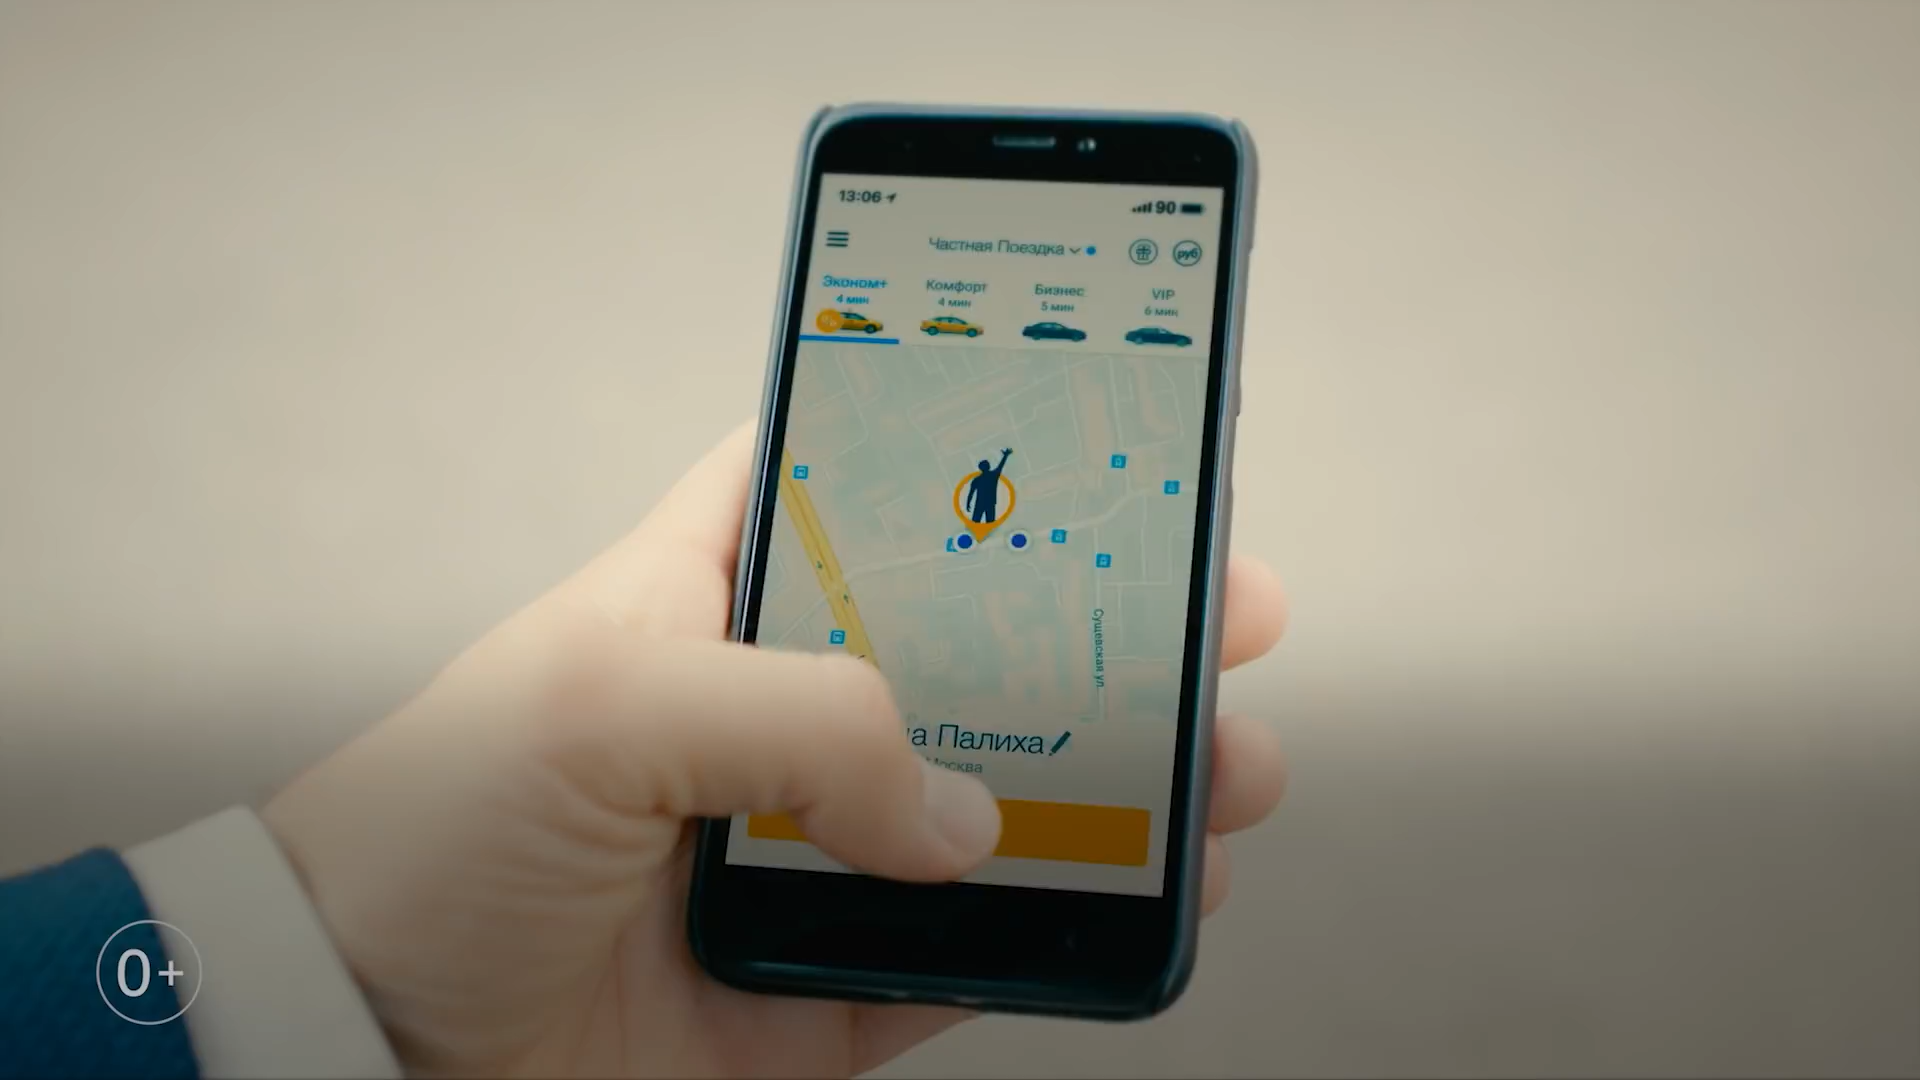 13:06
90
Частная Поездка
руб
Эконом+
4 мин
Комфорт
4 мин
Бизнес
5 мин
VIP
6 мин
Сущевская ул.
Палиха
Москва
0+